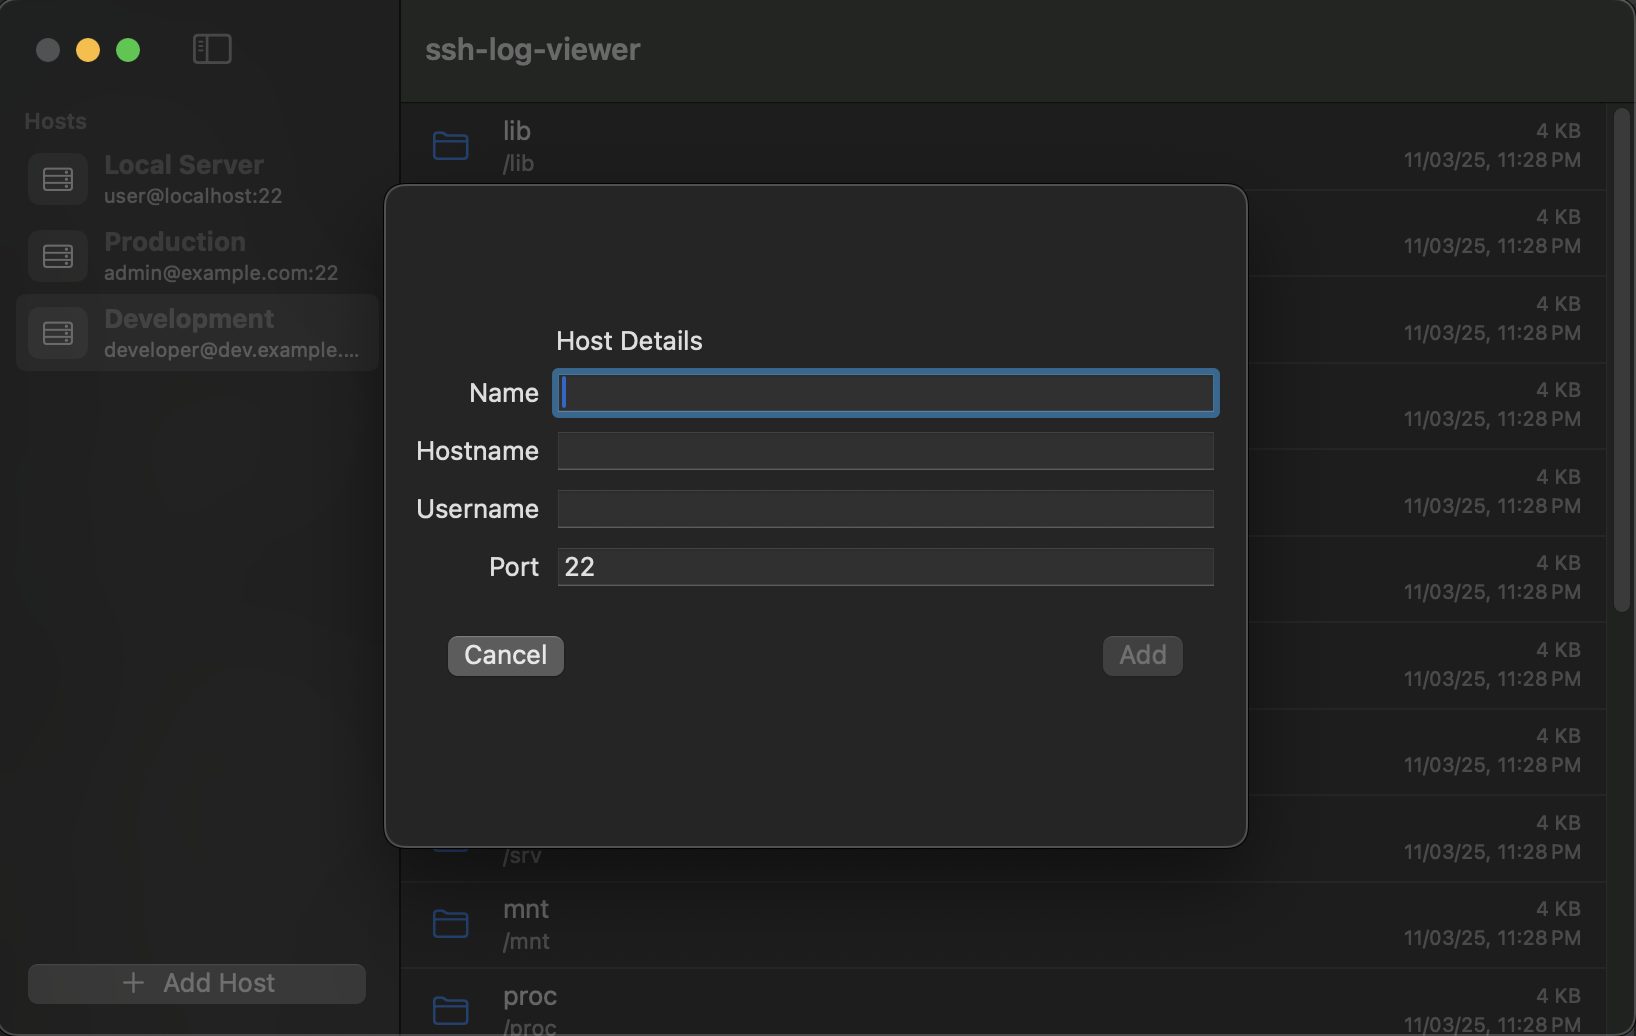 ssh-log-viewer
Hosts
Local Server
user@localhost:22
Production
admin@example.com:22
Development
developer@dev.example....
Add Host
lib
/lib
4 KB
11/03/25, 11:28 PM
4 KB
11/03/25, 11:28 PM
4 KB
11/03/25, 11:28 PM
4 KB
11/03/25, 11:28 PM
4 KB
11/03/25, 11:28 PM
4 KB
11/03/25, 11:28 PM
4 KB
11/03/25, 11:28 PM
4 KB
11/03/25, 11:28 PM
/srv
4 KB
11/03/25, 11:28 PM
mnt
/mnt
4 KB
11/03/25, 11:28 PM
proc
/proc
4 KB
11/03/25, 11:28 PM
Host Details
Name
Hostname
Username
Port 22
Cancel
Add